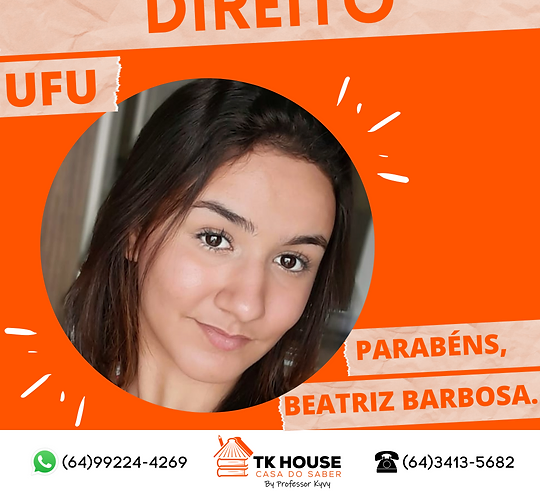 DIREITO
UFU
PARABÉNS,
BEATRIZ BARBOSA.
(64)99224-4269
TK HOUSE
CASA DO SABER
By Professor Kyvy
(64)3413-5682